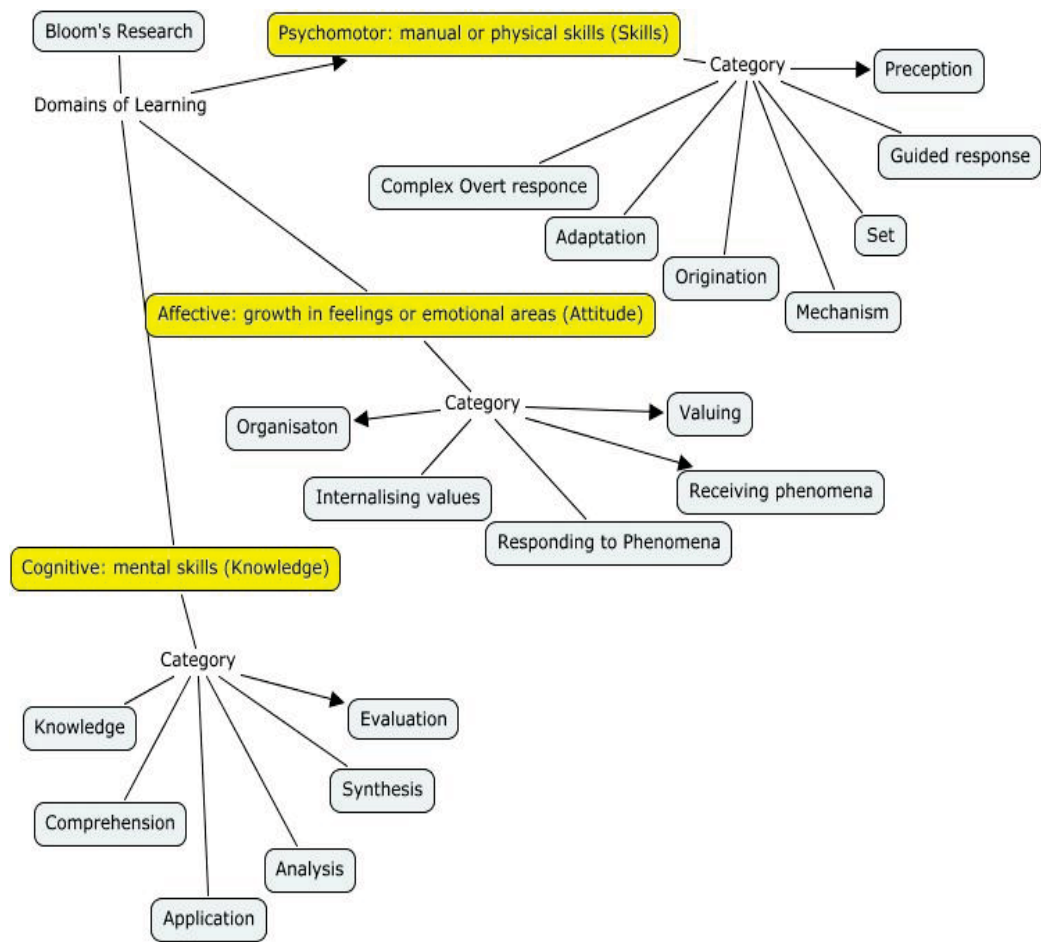 Bloom's Research
Psychomotor: manual or physical skills (Skills)
Category
Preception
Domains of Learning
Guided response
Complex Overt responce
Adaptation
Set
Origination
Mechanism
Affective: growth in feelings or emotional areas (Attitude)
Category
Valuing
Organisaton
Receiving phenomena
Internalising values
Responding to Phenomena
Cognitive: mental skills (Knowledge)
Category
Evaluation
Knowledge
Synthesis
Comprehension
Analysis
Application